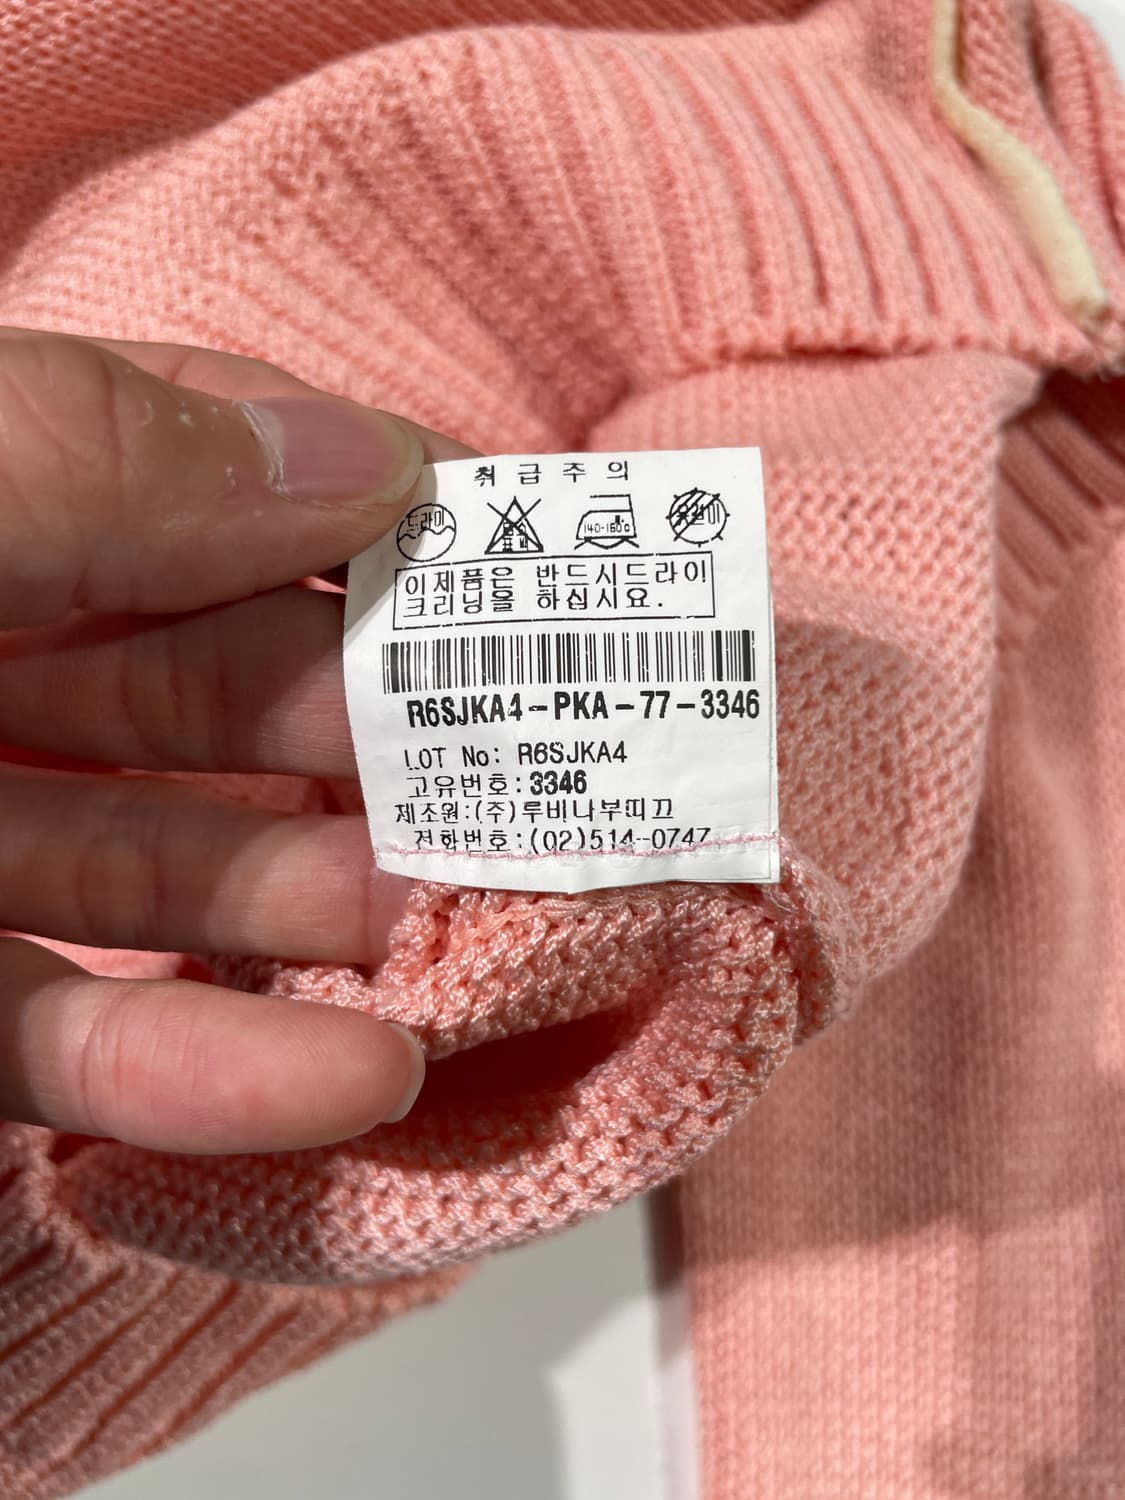 취급주의
드라이
140-160℃
이제품은 반드시드라이
크리닝을 하십시요.
R6SJKA4-PKA-77-3346
LOT No: R6SJKA4
고유번호:3346
제조원:(주)루비나부띠끄
전화번호:(02)514-0747